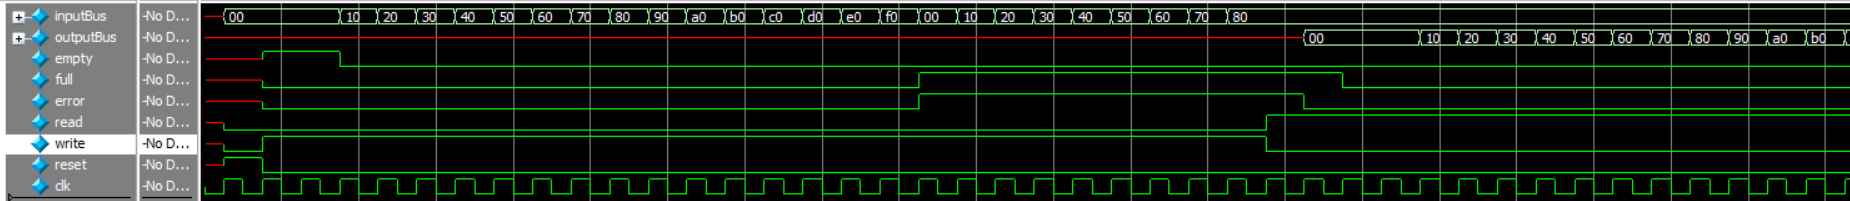 inputBus -No D... 00 10 20 30 40 50 60 70 80 90 a0 b0 c0 d0 e0 f0 00 10 20 30 40 50 60 70 80
outputBus -No D... 00 10 20 30 40 50 60 70 80 90 a0 b0
empty -No D...
full -No D...
error -No D...
read -No D...
write -No D...
reset -No D...
clk -No D...